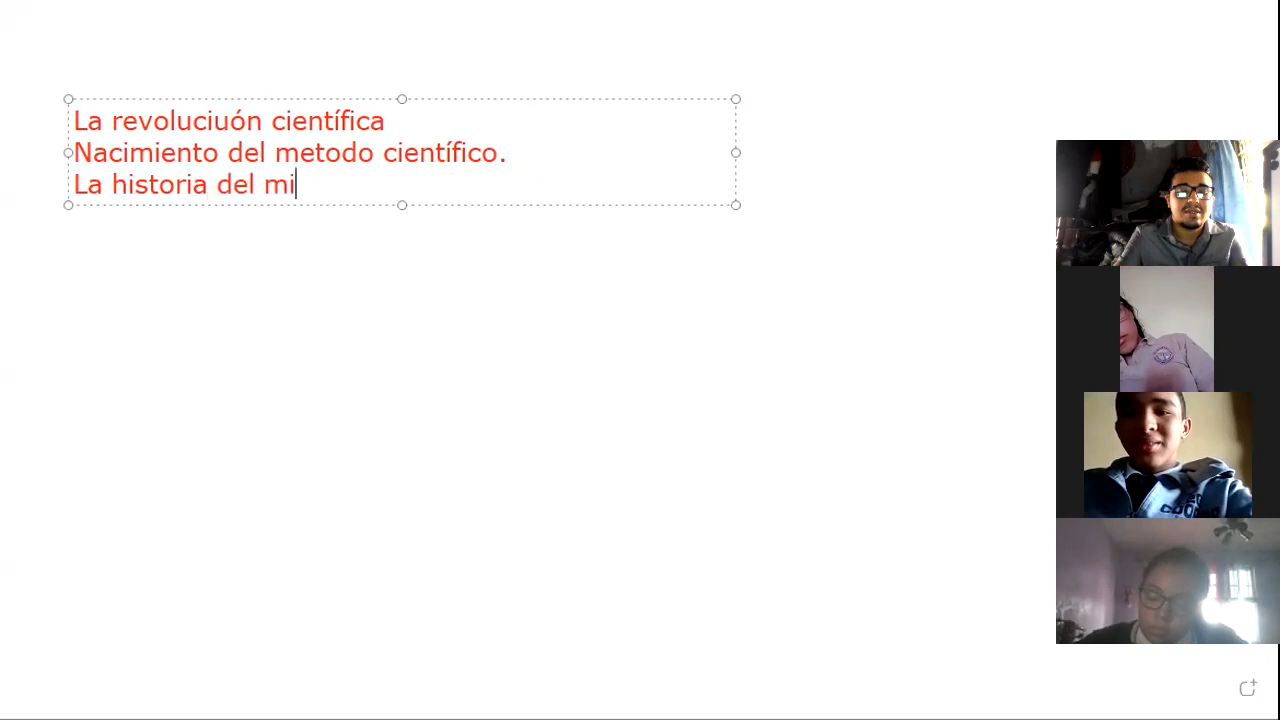 La revoluciuón científica
Nacimiento del metodo científico.
La historia del mi